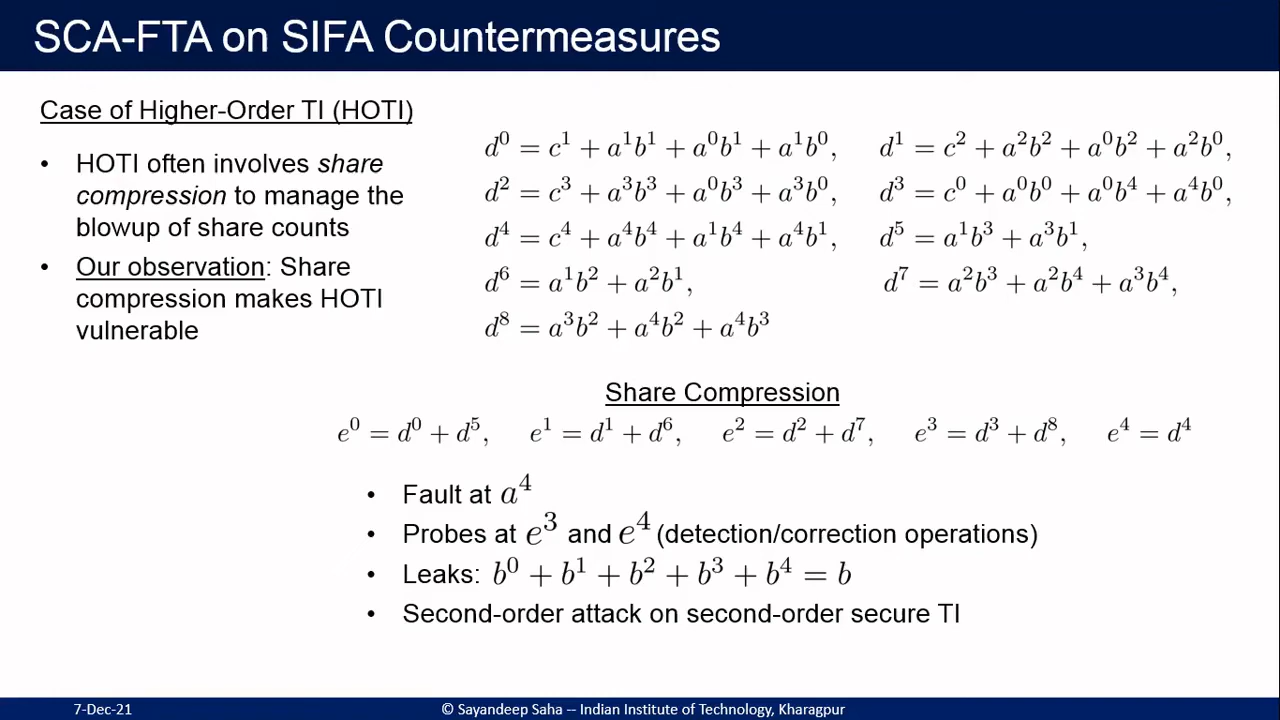 SCA-FTA on SIFA Countermeasures
Case of Higher-Order TI (HOTI)
• HOTI often involves share
compression to manage the
blowup of share counts
• Our observation: Share
compression makes HOTI
vulnerable
d⁰ = c¹ + a¹b¹ + a⁰b¹ + a¹b⁰, d¹ = c² + a²b² + a⁰b² + a²b⁰,
d² = c³ + a³b³ + a⁰b³ + a³b⁰, d³ = c⁰ + a⁰b⁰ + a⁰b⁴ + a⁴b⁰,
d⁴ = c⁴ + a⁴b⁴ + a¹b⁴ + a⁴b¹, d⁵ = a¹b³ + a³b¹,
d⁶ = a¹b² + a²b¹, d⁷ = a²b³ + a²b⁴ + a³b⁴,
d⁸ = a³b² + a⁴b² + a⁴b³
Share Compression
e⁰ = d⁰ + d⁵, e¹ = d¹ + d⁶, e² = d² + d⁷, e³ = d³ + d⁸, e⁴ = d⁴
• Fault at a⁴
• Probes at e³ and e⁴ (detection/correction operations)
• Leaks: b⁰ + b¹ + b² + b³ + b⁴ = b
• Second-order attack on second-order secure TI
7-Dec-21 © Sayandeep Saha -- Indian Institute of Technology, Kharagpur